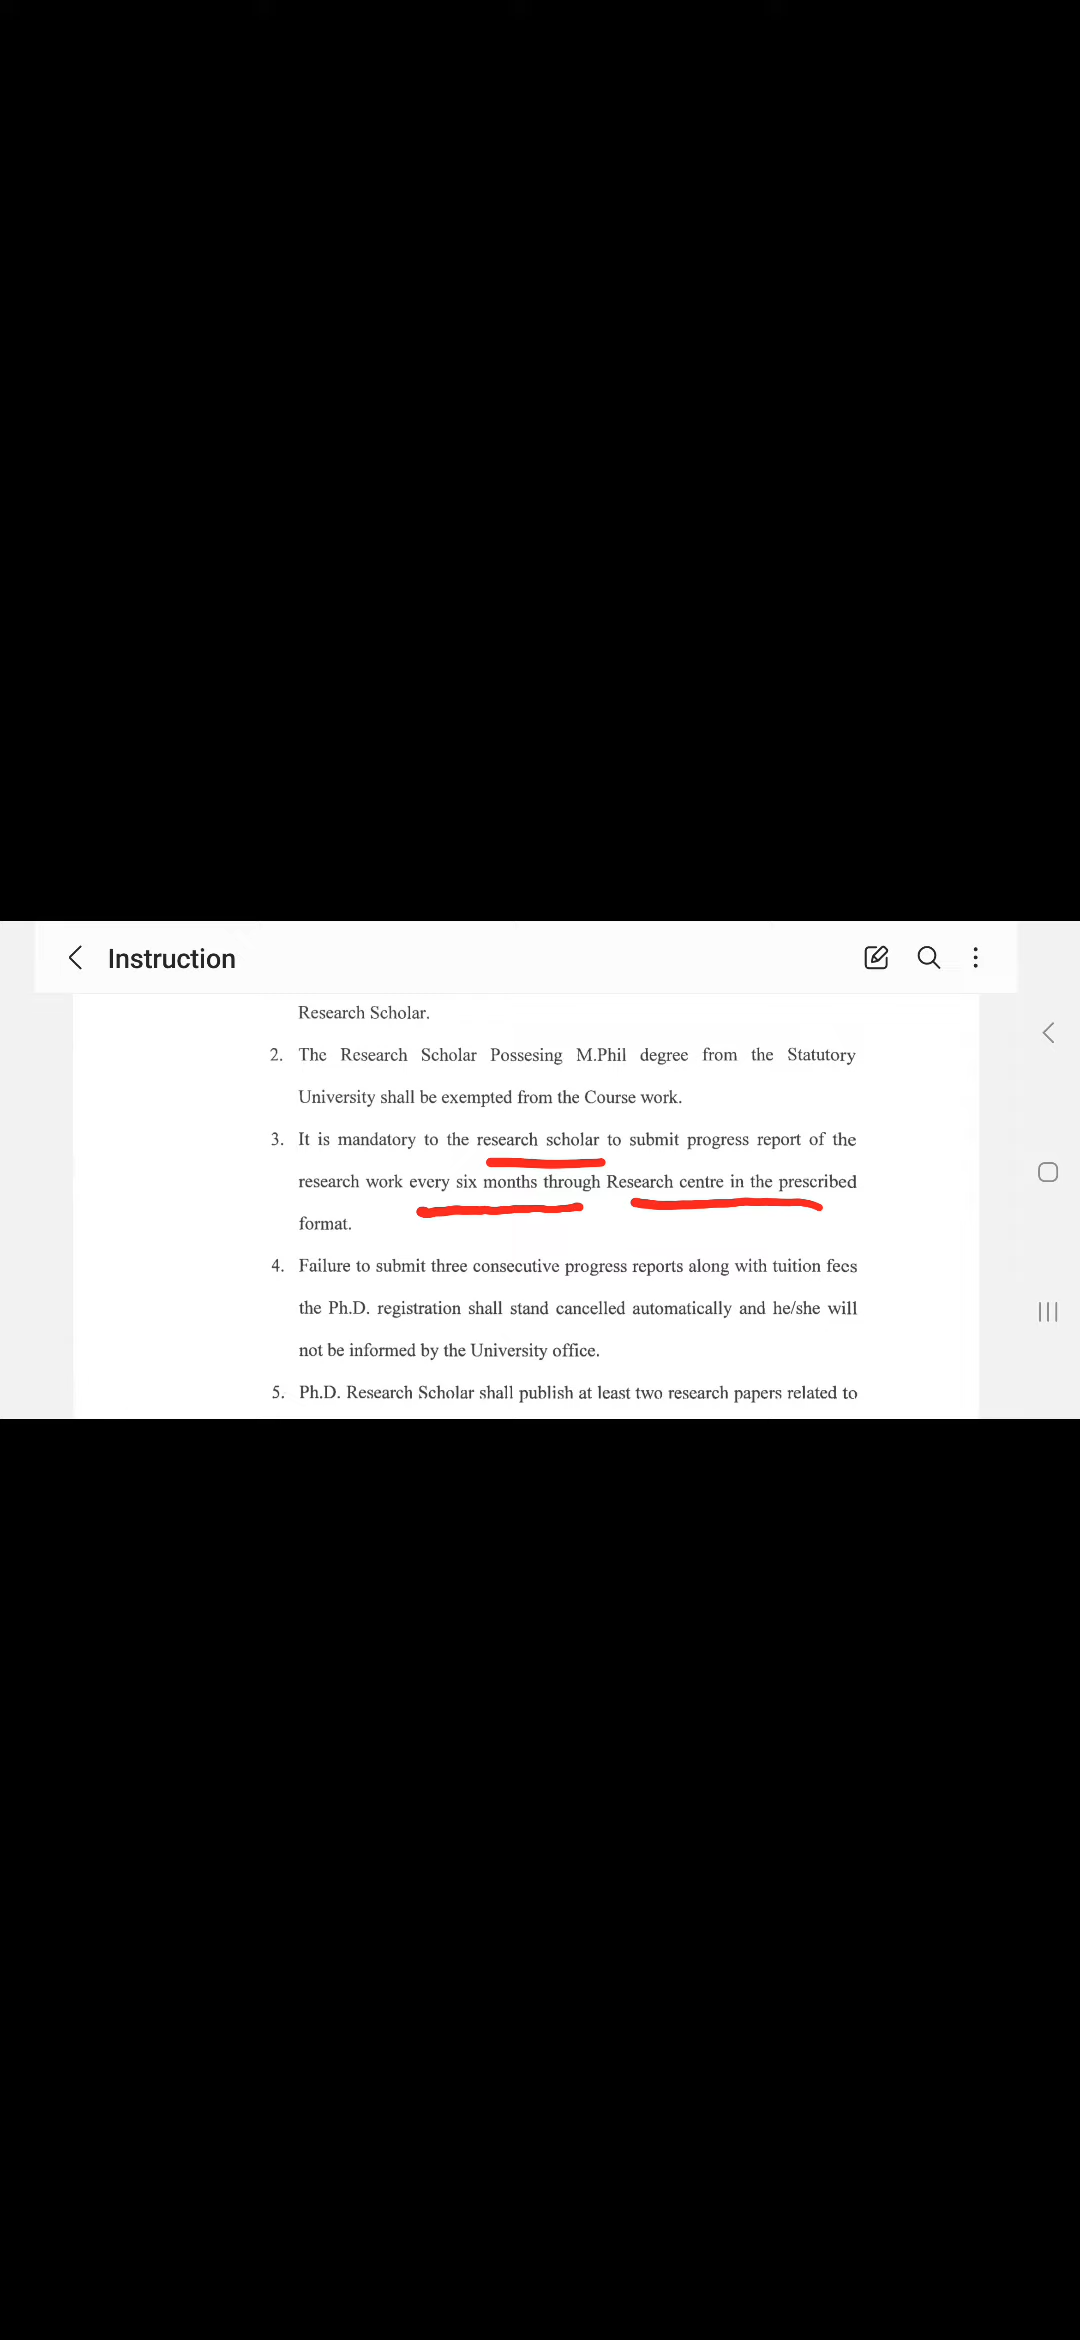 Instruction
Research Scholar.
2. The Research Scholar Possesing M.Phil degree from the Statutory
University shall be exempted from the Course work.
3. It is mandatory to the research scholar to submit progress report of the
research work every six months through Research centre in the prescribed
format.
4. Failure to submit three consecutive progress reports along with tuition fees
the Ph.D. registration shall stand cancelled automatically and he/she will
not be informed by the University office.
5. Ph.D. Research Scholar shall publish at least two research papers related to